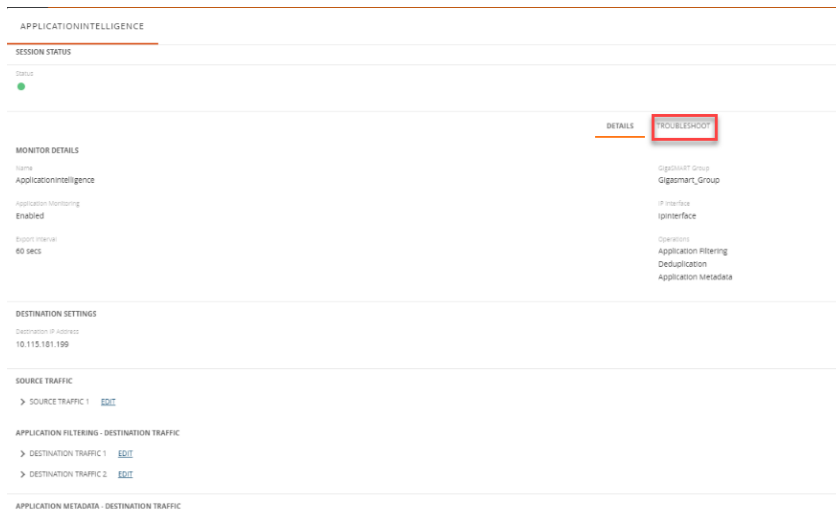 APPLICATIONINTELLIGENCE
SESSION STATUS
Status
DETAILS TROUBLESHOOT
MONITOR DETAILS
Name GigaSMART Group
Applicationintelligence Gigasmart_Group
Application Monitoring IP Interface
Enabled Ipinterface
Export Interval Operations
60 secs Application Filtering
Deduplication
Application Metadata
DESTINATION SETTINGS
Destination IP Address
10.115.181.199
SOURCE TRAFFIC
SOURCE TRAFFIC 1 EDIT
APPLICATION FILTERING - DESTINATION TRAFFIC
DESTINATION TRAFFIC 1 EDIT
DESTINATION TRAFFIC 2 EDIT
APPLICATION METADATA - DESTINATION TRAFFIC